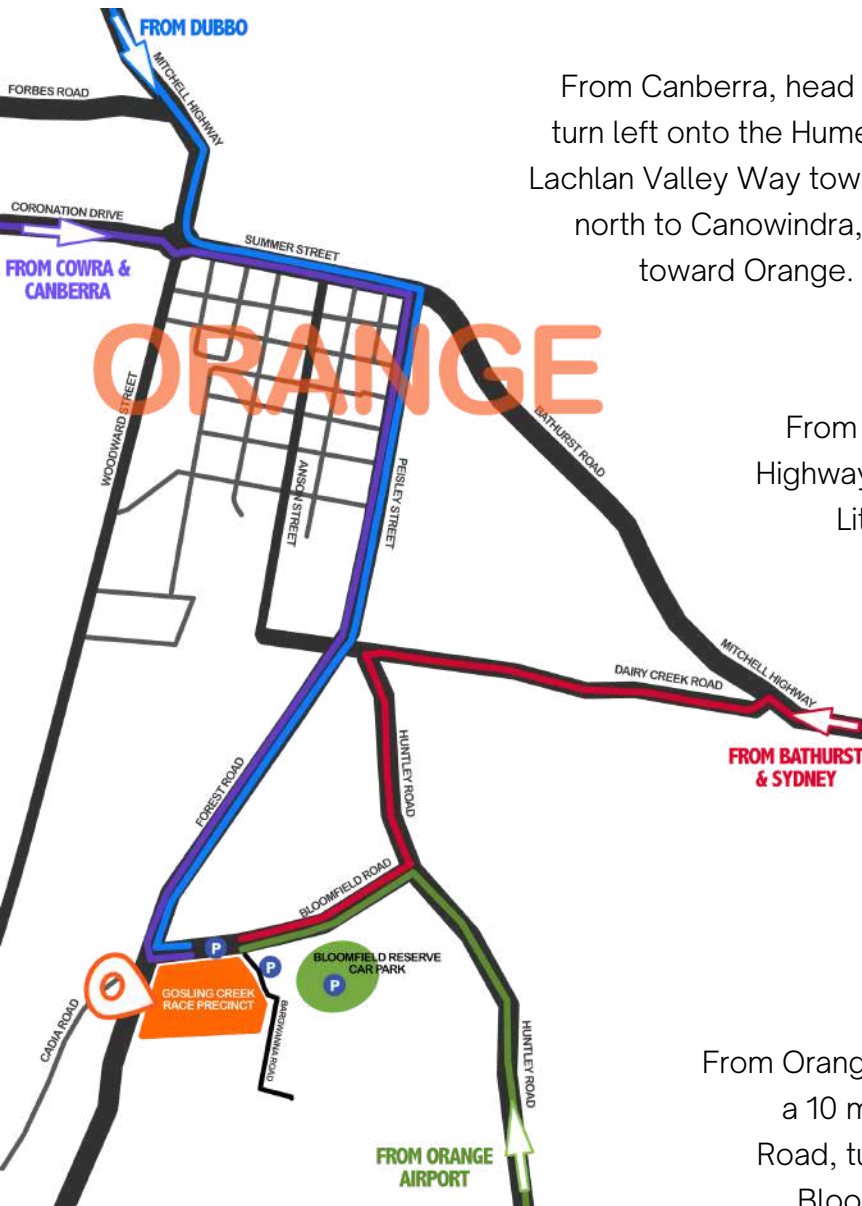 FROM DUBBO
MITCHELL HIGHWAY
FORBES ROAD
From Canberra, head
turn left onto the Hume
Lachlan Valley Way tow
north to Canowindra,
toward Orange.
CORONATION DRIVE
FROM COWRA &
CANBERRA
SUMMER STREET
ORANGE
WOODWARD STREET
ANSON STREET
PEISLEY STREET
BATHURST ROAD
From
Highway
Lit
MITCHELL HIGHWAY
DAIRY CREEK ROAD
FROM BATHURST
& SYDNEY
HUNTLEY ROAD
FOREST ROAD
BLOOMFIELD ROAD
P
P
BLOOMFIELD RESERVE
CAR PARK
P
GOSLING CREEK
RACE PRECINCT
BARGWANNA ROAD
CADIA ROAD
HUNTLEY ROAD
From Orang
a 10 m
Road, tu
Bloo
FROM ORANGE
AIRPORT